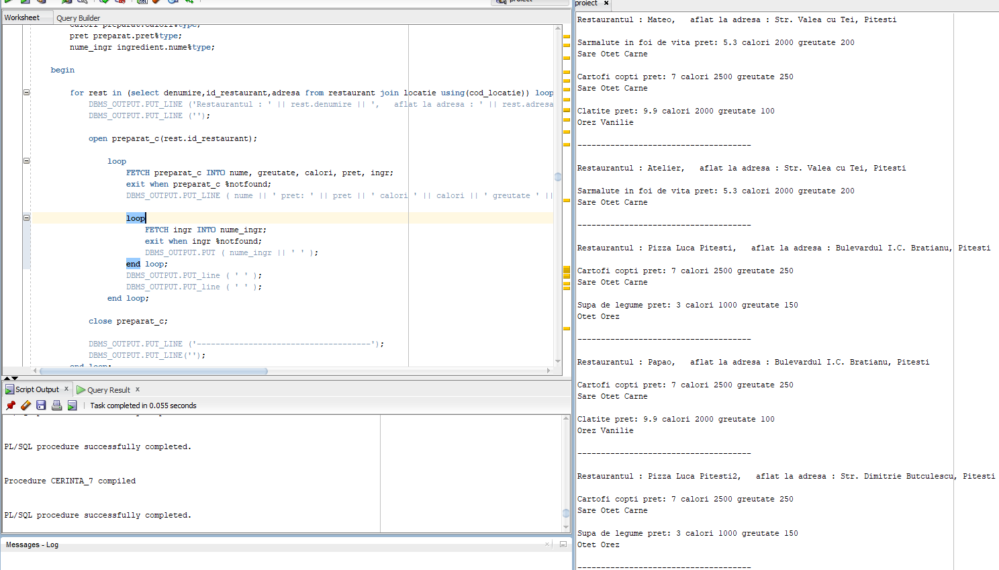 project
project
Worksheet
Query Builder
calori preparat.calori%type;
pret preparat.pret%type;
nume_ingr ingredient.nume%type;
begin
for rest in (select denumire,id_restaurant,adresa from restaurant join locatie using(cod_locatie)) loop
DBMS_OUTPUT.PUT_LINE ('Restaurantul : ' || rest.denumire || ',   aflat la adresa : ' || rest.adresa
DBMS_OUTPUT.PUT_LINE ('');
open preparat_c(rest.id_restaurant);
loop
FETCH preparat_c INTO nume, greutate, calori, pret, ingr;
exit when preparat_c %notfound;
DBMS_OUTPUT.PUT_LINE ( nume || ' pret: ' || pret || ' calori ' || calori || ' greutate ' ||
loop
FETCH ingr INTO nume_ingr;
exit when ingr %notfound;
DBMS_OUTPUT.PUT ( nume_ingr || ' ' );
end loop;
DBMS_OUTPUT.PUT_line ( ' ' );
DBMS_OUTPUT.PUT_line ( ' ' );
end loop;
close preparat_c;
DBMS_OUTPUT.PUT_LINE ('-------------------------------------');
DBMS_OUTPUT.PUT_LINE('');
end loop;
Script Output
Query Result
Task completed in 0.055 seconds
PL/SQL procedure successfully completed.
Procedure CERINTA_7 compiled
PL/SQL procedure successfully completed.
Messages - Log
Restaurantul : Mateo,   aflat la adresa : Str. Valea cu Tei, Pitesti
Sarmalute in foi de vita pret: 5.3 calori 2000 greutate 200
Sare Otet Carne
Cartofi copti pret: 7 calori 2500 greutate 250
Sare Otet Carne
Clatite pret: 9.9 calori 2000 greutate 100
Orez Vanilie
-------------------------------------
Restaurantul : Atelier,   aflat la adresa : Str. Valea cu Tei, Pitesti
Sarmalute in foi de vita pret: 5.3 calori 2000 greutate 200
Sare Otet Carne
-------------------------------------
Restaurantul : Pizza Luca Pitesti,   aflat la adresa : Bulevardul I.C. Bratianu, Pitesti
Cartofi copti pret: 7 calori 2500 greutate 250
Sare Otet Carne
Supa de legume pret: 3 calori 1000 greutate 150
Otet Orez
-------------------------------------
Restaurantul : Papao,   aflat la adresa : Bulevardul I.C. Bratianu, Pitesti
Cartofi copti pret: 7 calori 2500 greutate 250
Sare Otet Carne
Clatite pret: 9.9 calori 2000 greutate 100
Orez Vanilie
-------------------------------------
Restaurantul : Pizza Luca Pitesti2,   aflat la adresa : Str. Dimitrie Butculescu, Pitesti
Cartofi copti pret: 7 calori 2500 greutate 250
Sare Otet Carne
Supa de legume pret: 3 calori 1000 greutate 150
Otet Orez
-------------------------------------